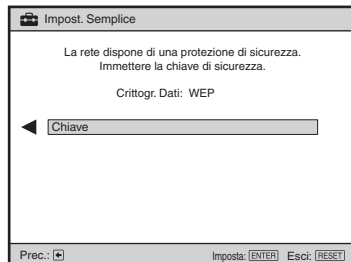 Impost. Semplice
La rete dispone di una protezione di sicurezza.
Immettere la chiave di sicurezza.
Crittogr. Dati: WEP
Chiave
Prec.: Imposta: ENTER Esci: RESET